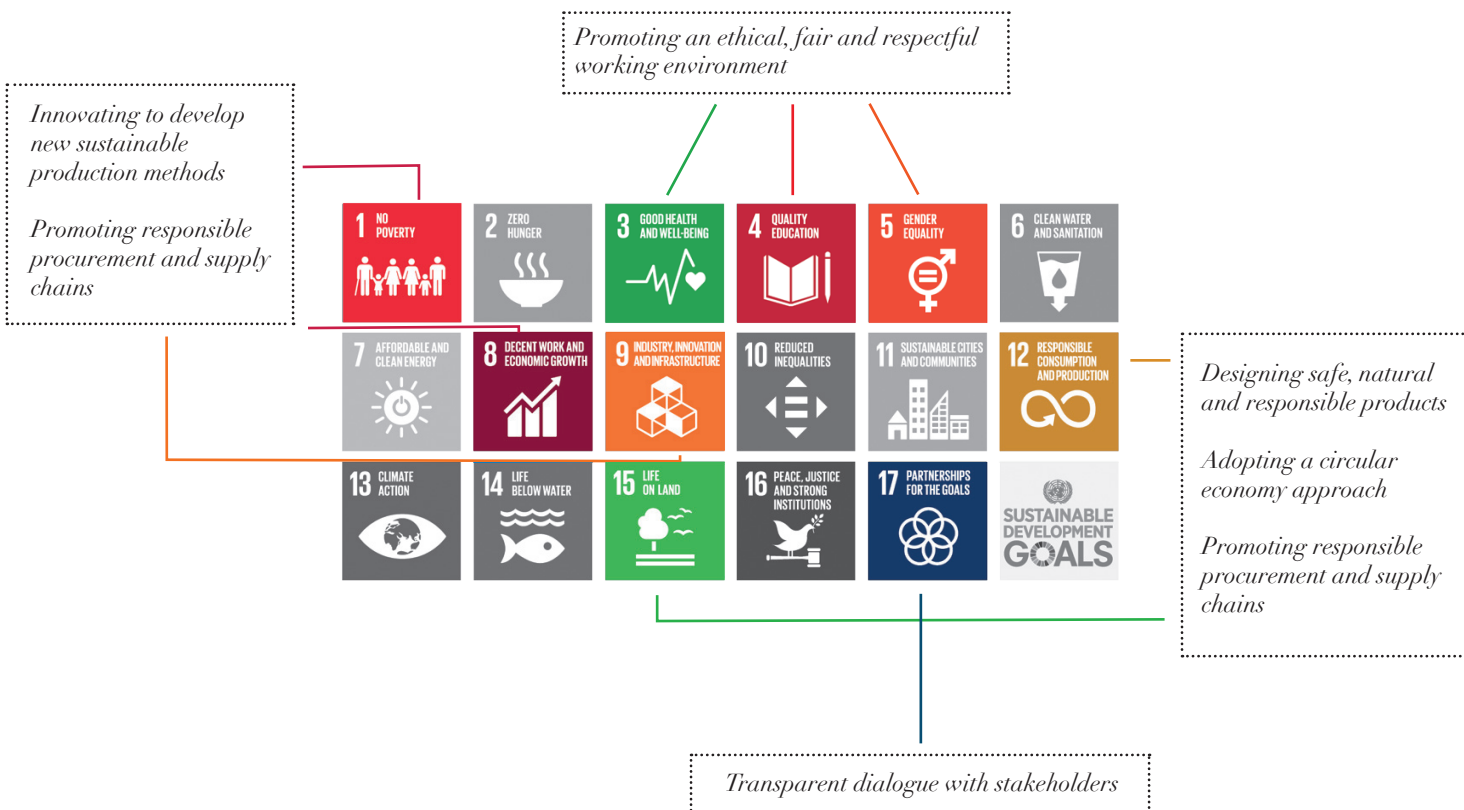 Promoting an ethical, fair and respectful
working environment
Innovating to develop
new sustainable
production methods
Promoting responsible
procurement and supply
chains
1 NO
POVERTY
2 ZERO
HUNGER
3 GOOD HEALTH
AND WELL-BEING
4 QUALITY
EDUCATION
5 GENDER
EQUALITY
6 CLEAN WATER
AND SANITATION
7 AFFORDABLE AND
CLEAN ENERGY
8 DECENT WORK AND
ECONOMIC GROWTH
9 INDUSTRY, INNOVATION
AND INFRASTRUCTURE
10 REDUCED
INEQUALITIES
11 SUSTAINABLE CITIES
AND COMMUNITIES
12 RESPONSIBLE
CONSUMPTION
AND PRODUCTION
13 CLIMATE
ACTION
14 LIFE
BELOW WATER
15 LIFE
ON LAND
16 PEACE, JUSTICE
AND STRONG
INSTITUTIONS
17 PARTNERSHIPS
FOR THE GOALS
SUSTAINABLE
DEVELOPMENT
GOALS
Designing safe, natural
and responsible products
Adopting a circular
economy approach
Promoting responsible
procurement and supply
chains
Transparent dialogue with stakeholders